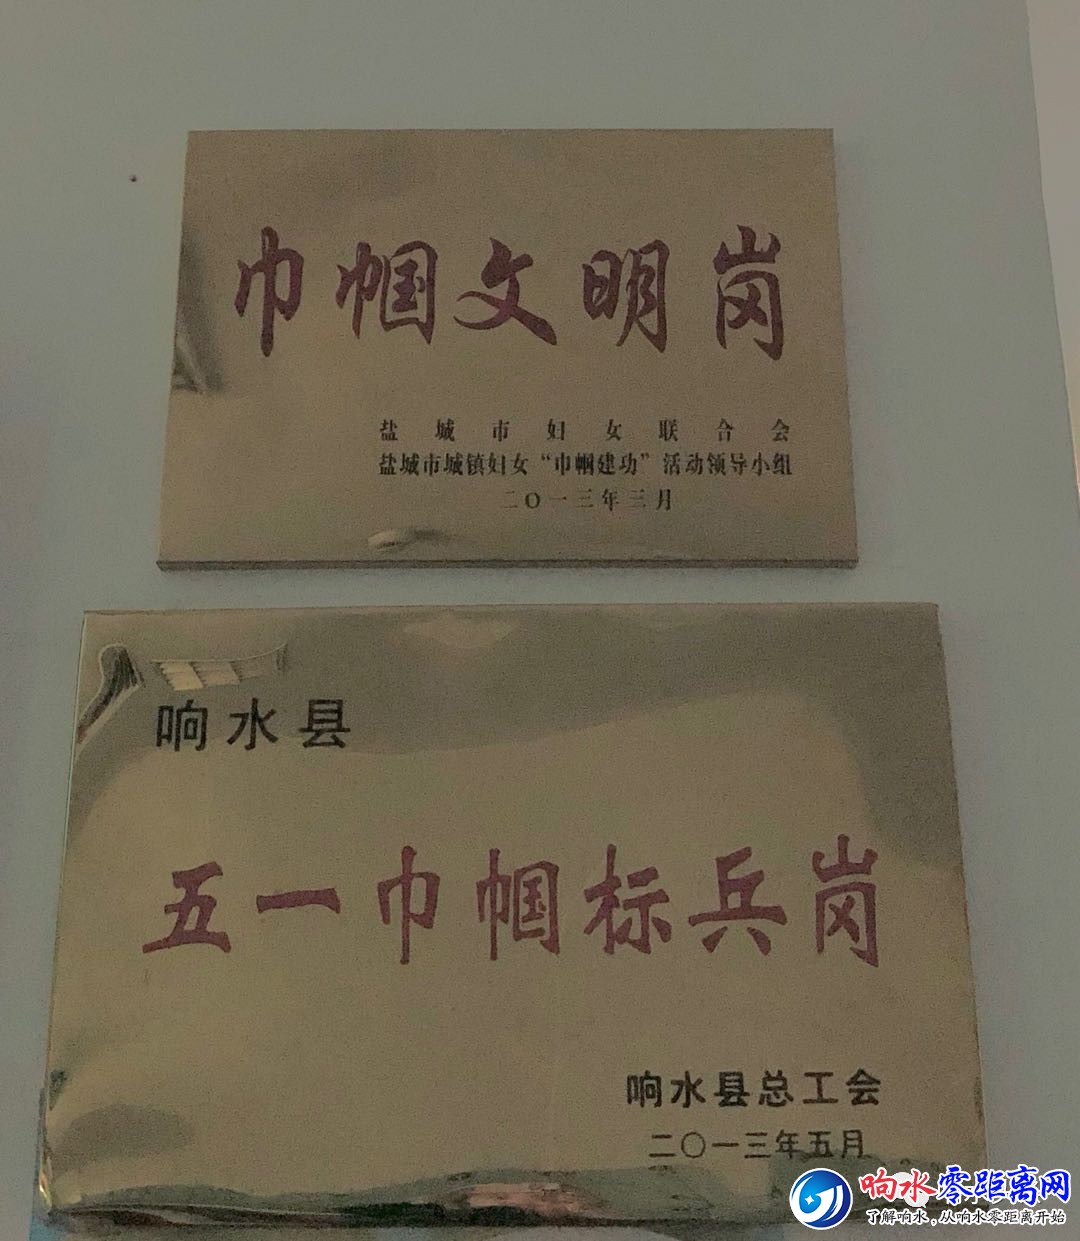 巾帼文明岗
盐城市妇女联合会
盐城市城镇妇女“巾帼建功”活动领导小组
二〇一三年三月
响水县
五一巾帼标兵岗
响水县总工会
二〇一三年五月
响水零距离网
了解响水，从响水零距离开始